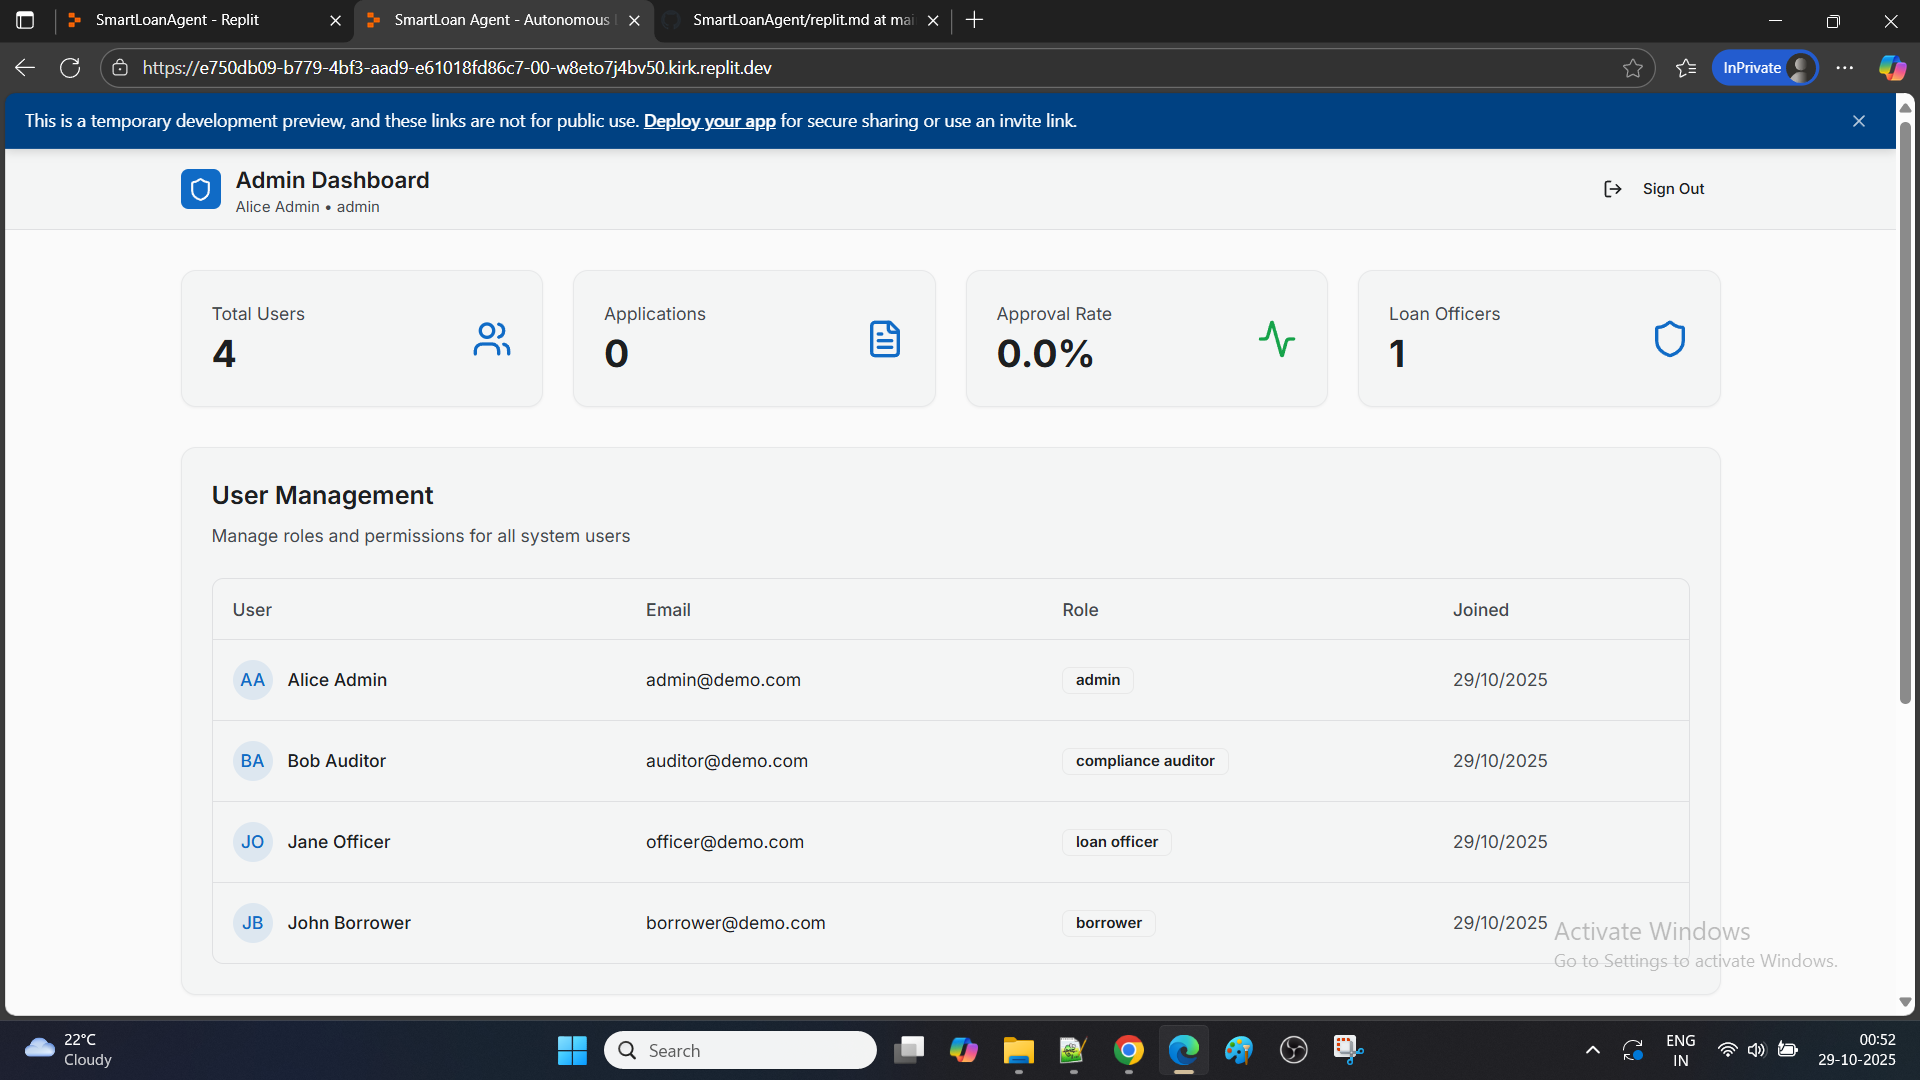 SmartLoanAgent - Replit
SmartLoan Agent - Autonomous
SmartLoanAgent/replit.md at mai
https://e750db09-b779-4bf3-aad9-e61018fd86c7-00-w8eto7j4bv50.kirk.replit.dev
InPrivate
This is a temporary development preview, and these links are not for public use. Deploy your app for secure sharing or use an invite link.
Admin Dashboard
Alice Admin • admin
Sign Out
Total Users
4
Applications
0
Approval Rate
0.0%
Loan Officers
1
User Management
Manage roles and permissions for all system users
User Email Role Joined
AA Alice Admin admin@demo.com admin 29/10/2025
BA Bob Auditor auditor@demo.com compliance auditor 29/10/2025
JO Jane Officer officer@demo.com loan officer 29/10/2025
JB John Borrower borrower@demo.com borrower 29/10/2025
Activate Windows
Go to Settings to activate Windows.
22°C
Cloudy
Search
ENG
IN
00:52
29-10-2025